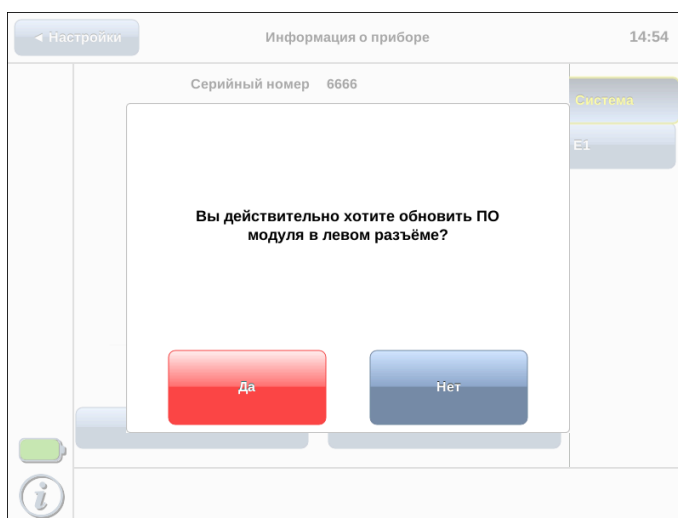 ◄ Настройки
Информация о приборе
14:54
Серийный номер 6666
Система
E1
Вы действительно хотите обновить ПО
модуля в левом разъёме?
Да
Нет
i